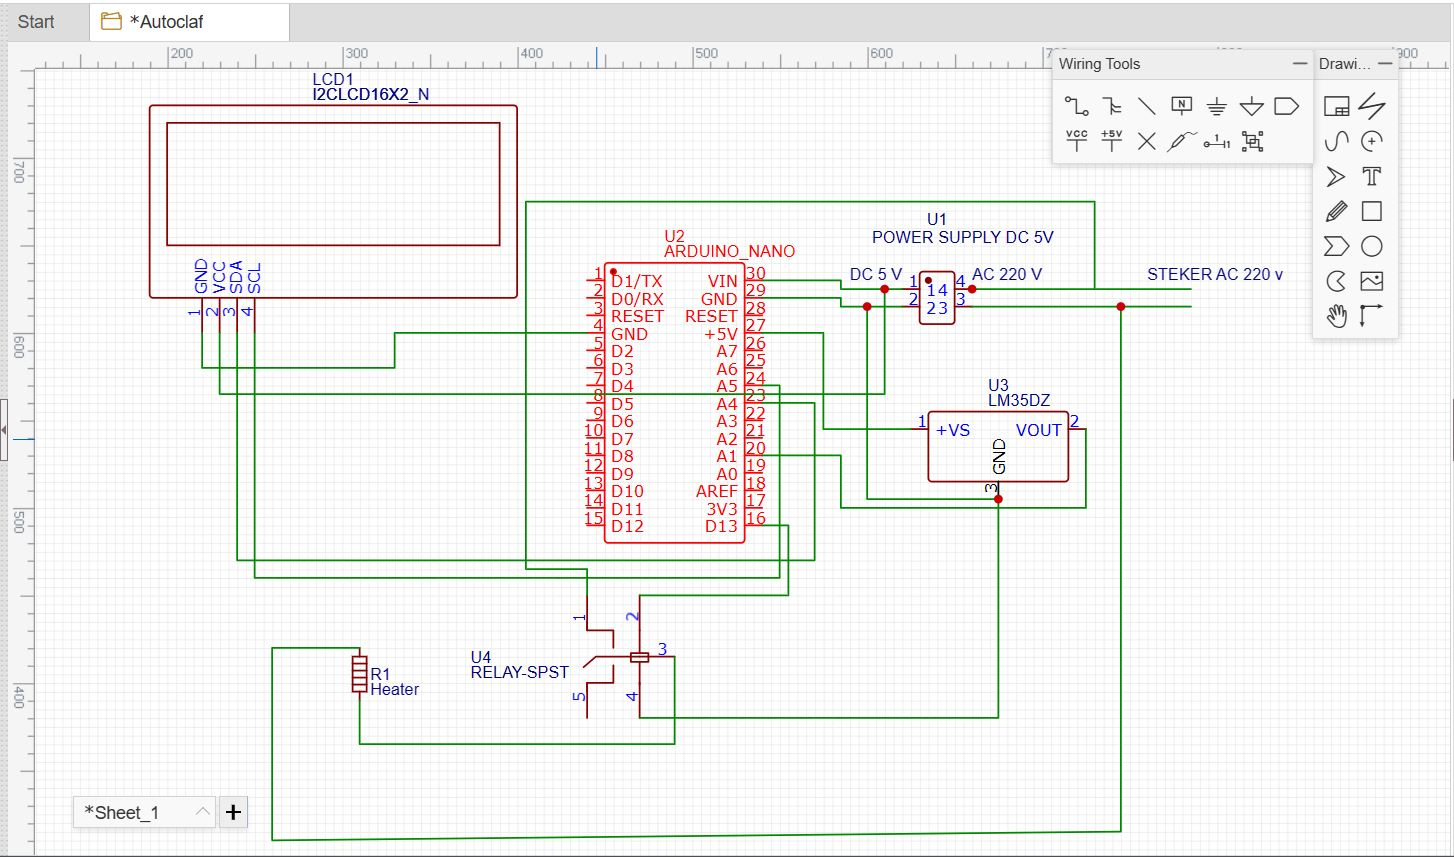 Start
*Autoclaf
200
300
400
500
600
700
600
500
400
Wiring Tools
Drawi...
N
VCC
+5V
T
LCD1
I2CLCD16X2_N
GND
VCC
SDA
SCL
1
2
3
4
U2
ARDUINO_NANO
1 D1/TX VIN 30
2 D0/RX GND 29
3 RESET RESET 28
4 GND +5V 27
5 D2 A7 26
6 D3 A6 25
7 D4 A5 24
8 D5 A4 23
9 D6 A3 22
10 D7 A2 21
11 D8 A1 20
12 D9 A0 19
13 D10 AREF 18
14 D11 3V3 17
15 D12 D13 16
U1
POWER SUPPLY DC 5V
DC 5 V 1 14 4 AC 220 V
2 23 3
STEKER AC 220 v
U3
LM35DZ
1 +VS VOUT 2
GND
3
U4
RELAY-SPST
1
2
3
4
5
R1
Heater
*Sheet_1